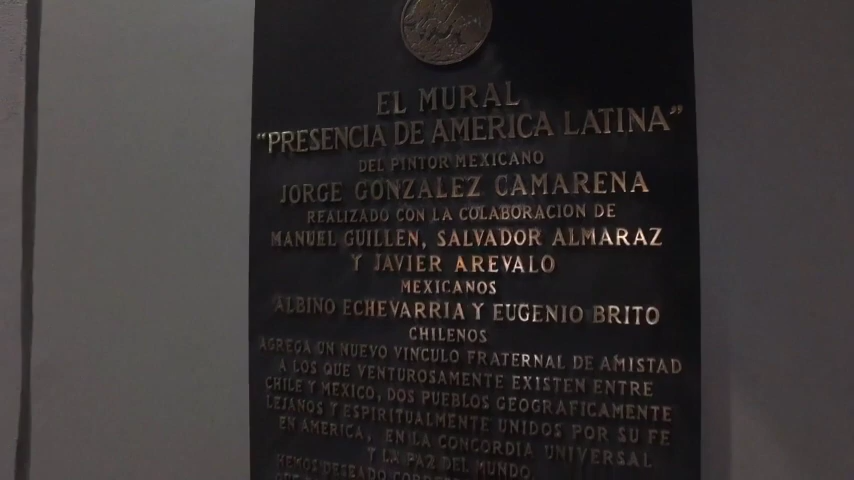 EL MURAL
“PRESENCIA DE AMERICA LATINA”
DEL PINTOR MEXICANO
JORGE GONZALEZ CAMARENA
REALIZADO CON LA COLABORACION DE
MANUEL GUILLEN, SALVADOR ALMARAZ
Y JAVIER AREVALO
MEXICANOS
ALBINO ECHEVARRIA Y EUGENIO BRITO
CHILENOS
AGREGA UN NUEVO VINCULO FRATERNAL DE AMISTAD
A LOS QUE VENTUROSAMENTE EXISTEN ENTRE
CHILE Y MEXICO, DOS PUEBLOS GEOGRAFICAMENTE
LEJANOS Y ESPIRITUALMENTE UNIDOS POR SU FE
EN AMERICA, EN LA CONCORDIA UNIVERSAL
Y LA PAZ DEL MUNDO
HEMOS DESEADO